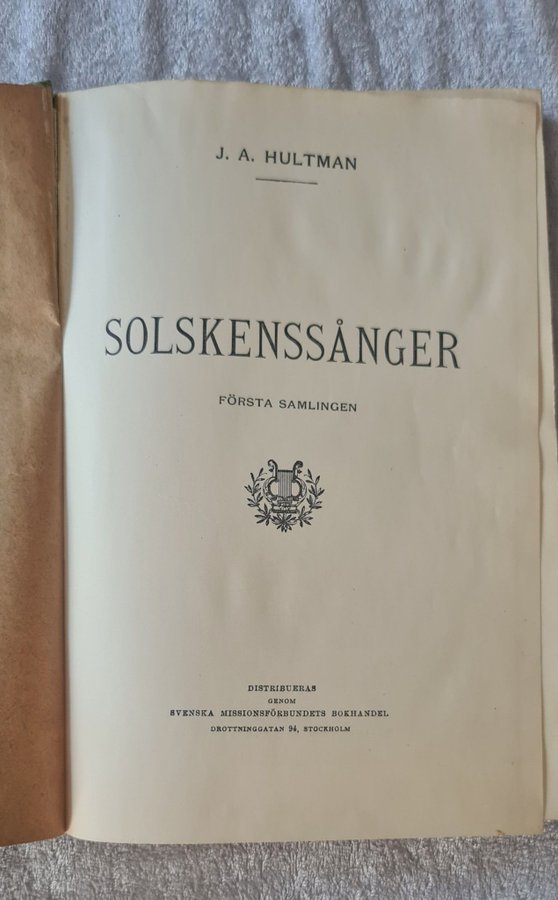 J. A. HULTMAN
SOLSKENSSÅNGER
FÖRSTA SAMLINGEN
DISTRIBUERAS
GENOM
SVENSKA MISSIONSFÖRBUNDETS BOKHANDEL
DROTTNINGGATAN 94, STOCKHOLM